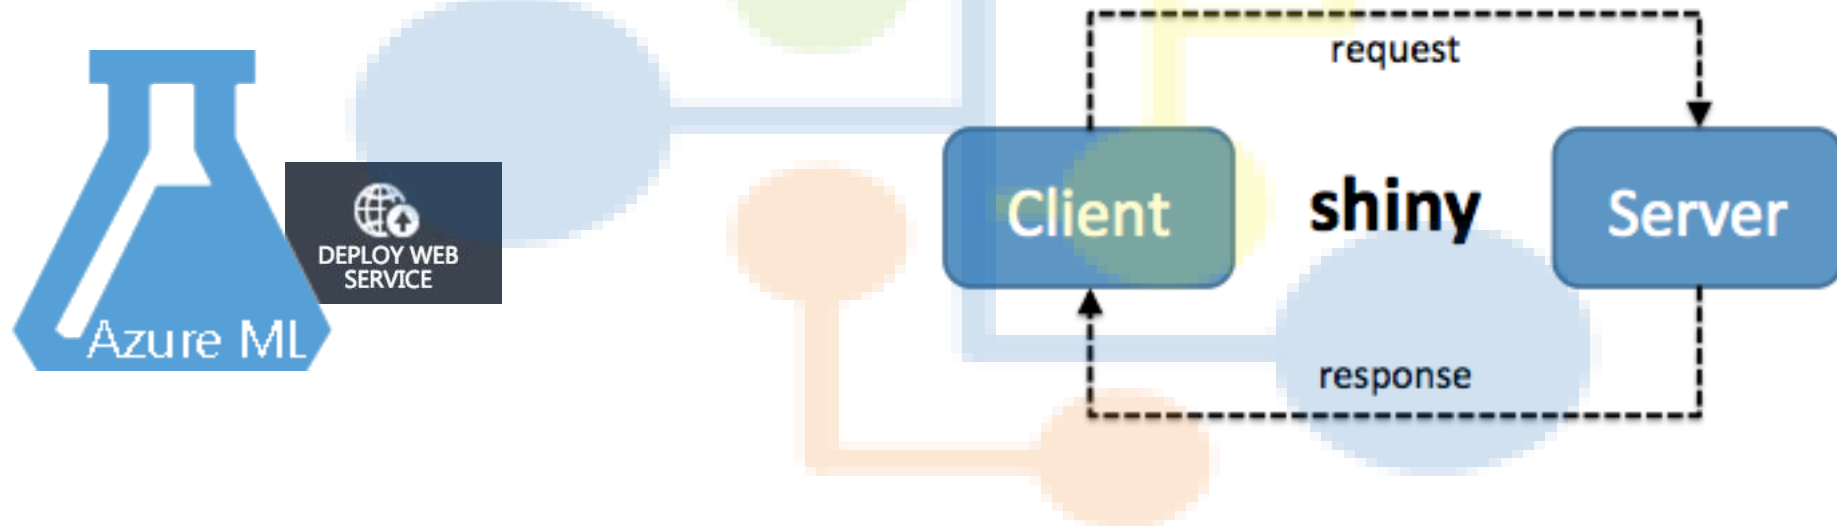 Azure ML
DEPLOY WEB
SERVICE
request
Client
shiny
Server
response